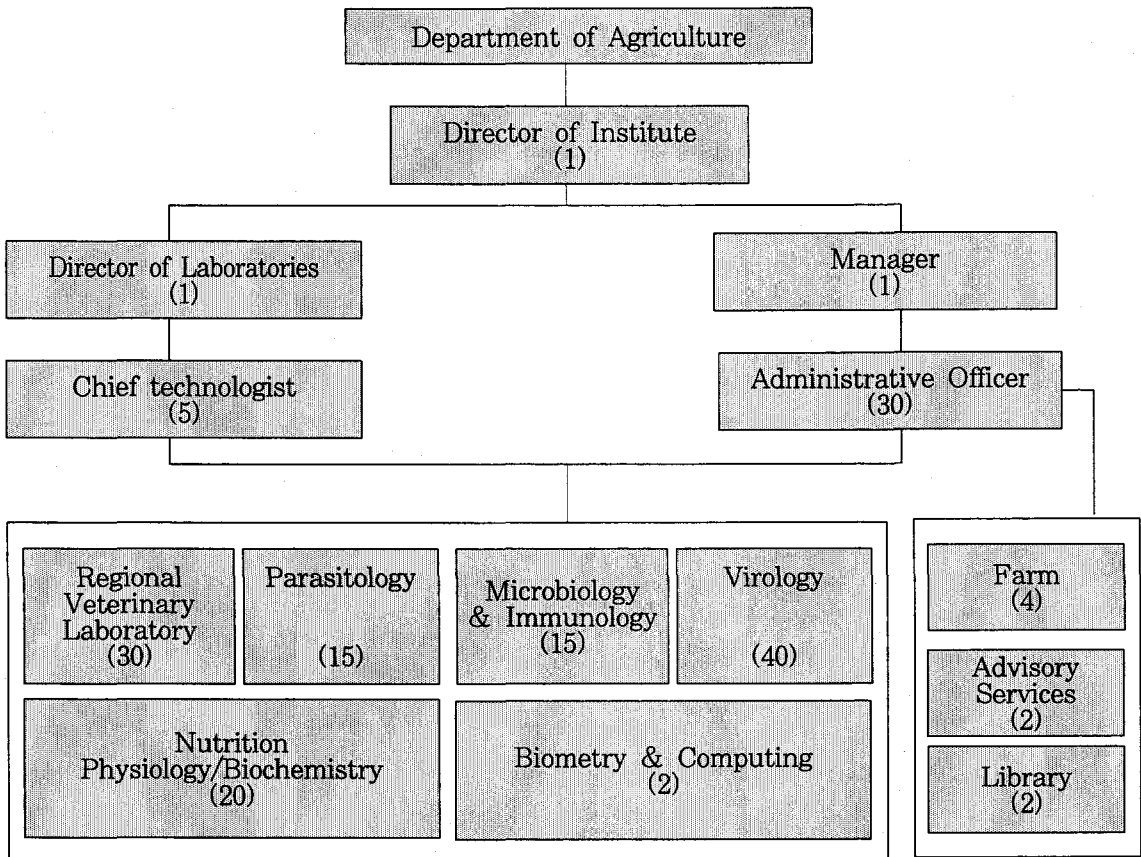 Department of Agriculture
Director of Institute
(1)
Director of Laboratories
(1)
Manager
(1)
Chief technologist
(5)
Administrative Officer
(30)
Regional
Veterinary
Laboratory
(30)
Parasitology
(15)
Microbiology
& Immunology
(15)
Virology
(40)
Nutrition
Physiology/Biochemistry
(20)
Biometry & Computing
(2)
Farm
(4)
Advisory
Services
(2)
Library
(2)